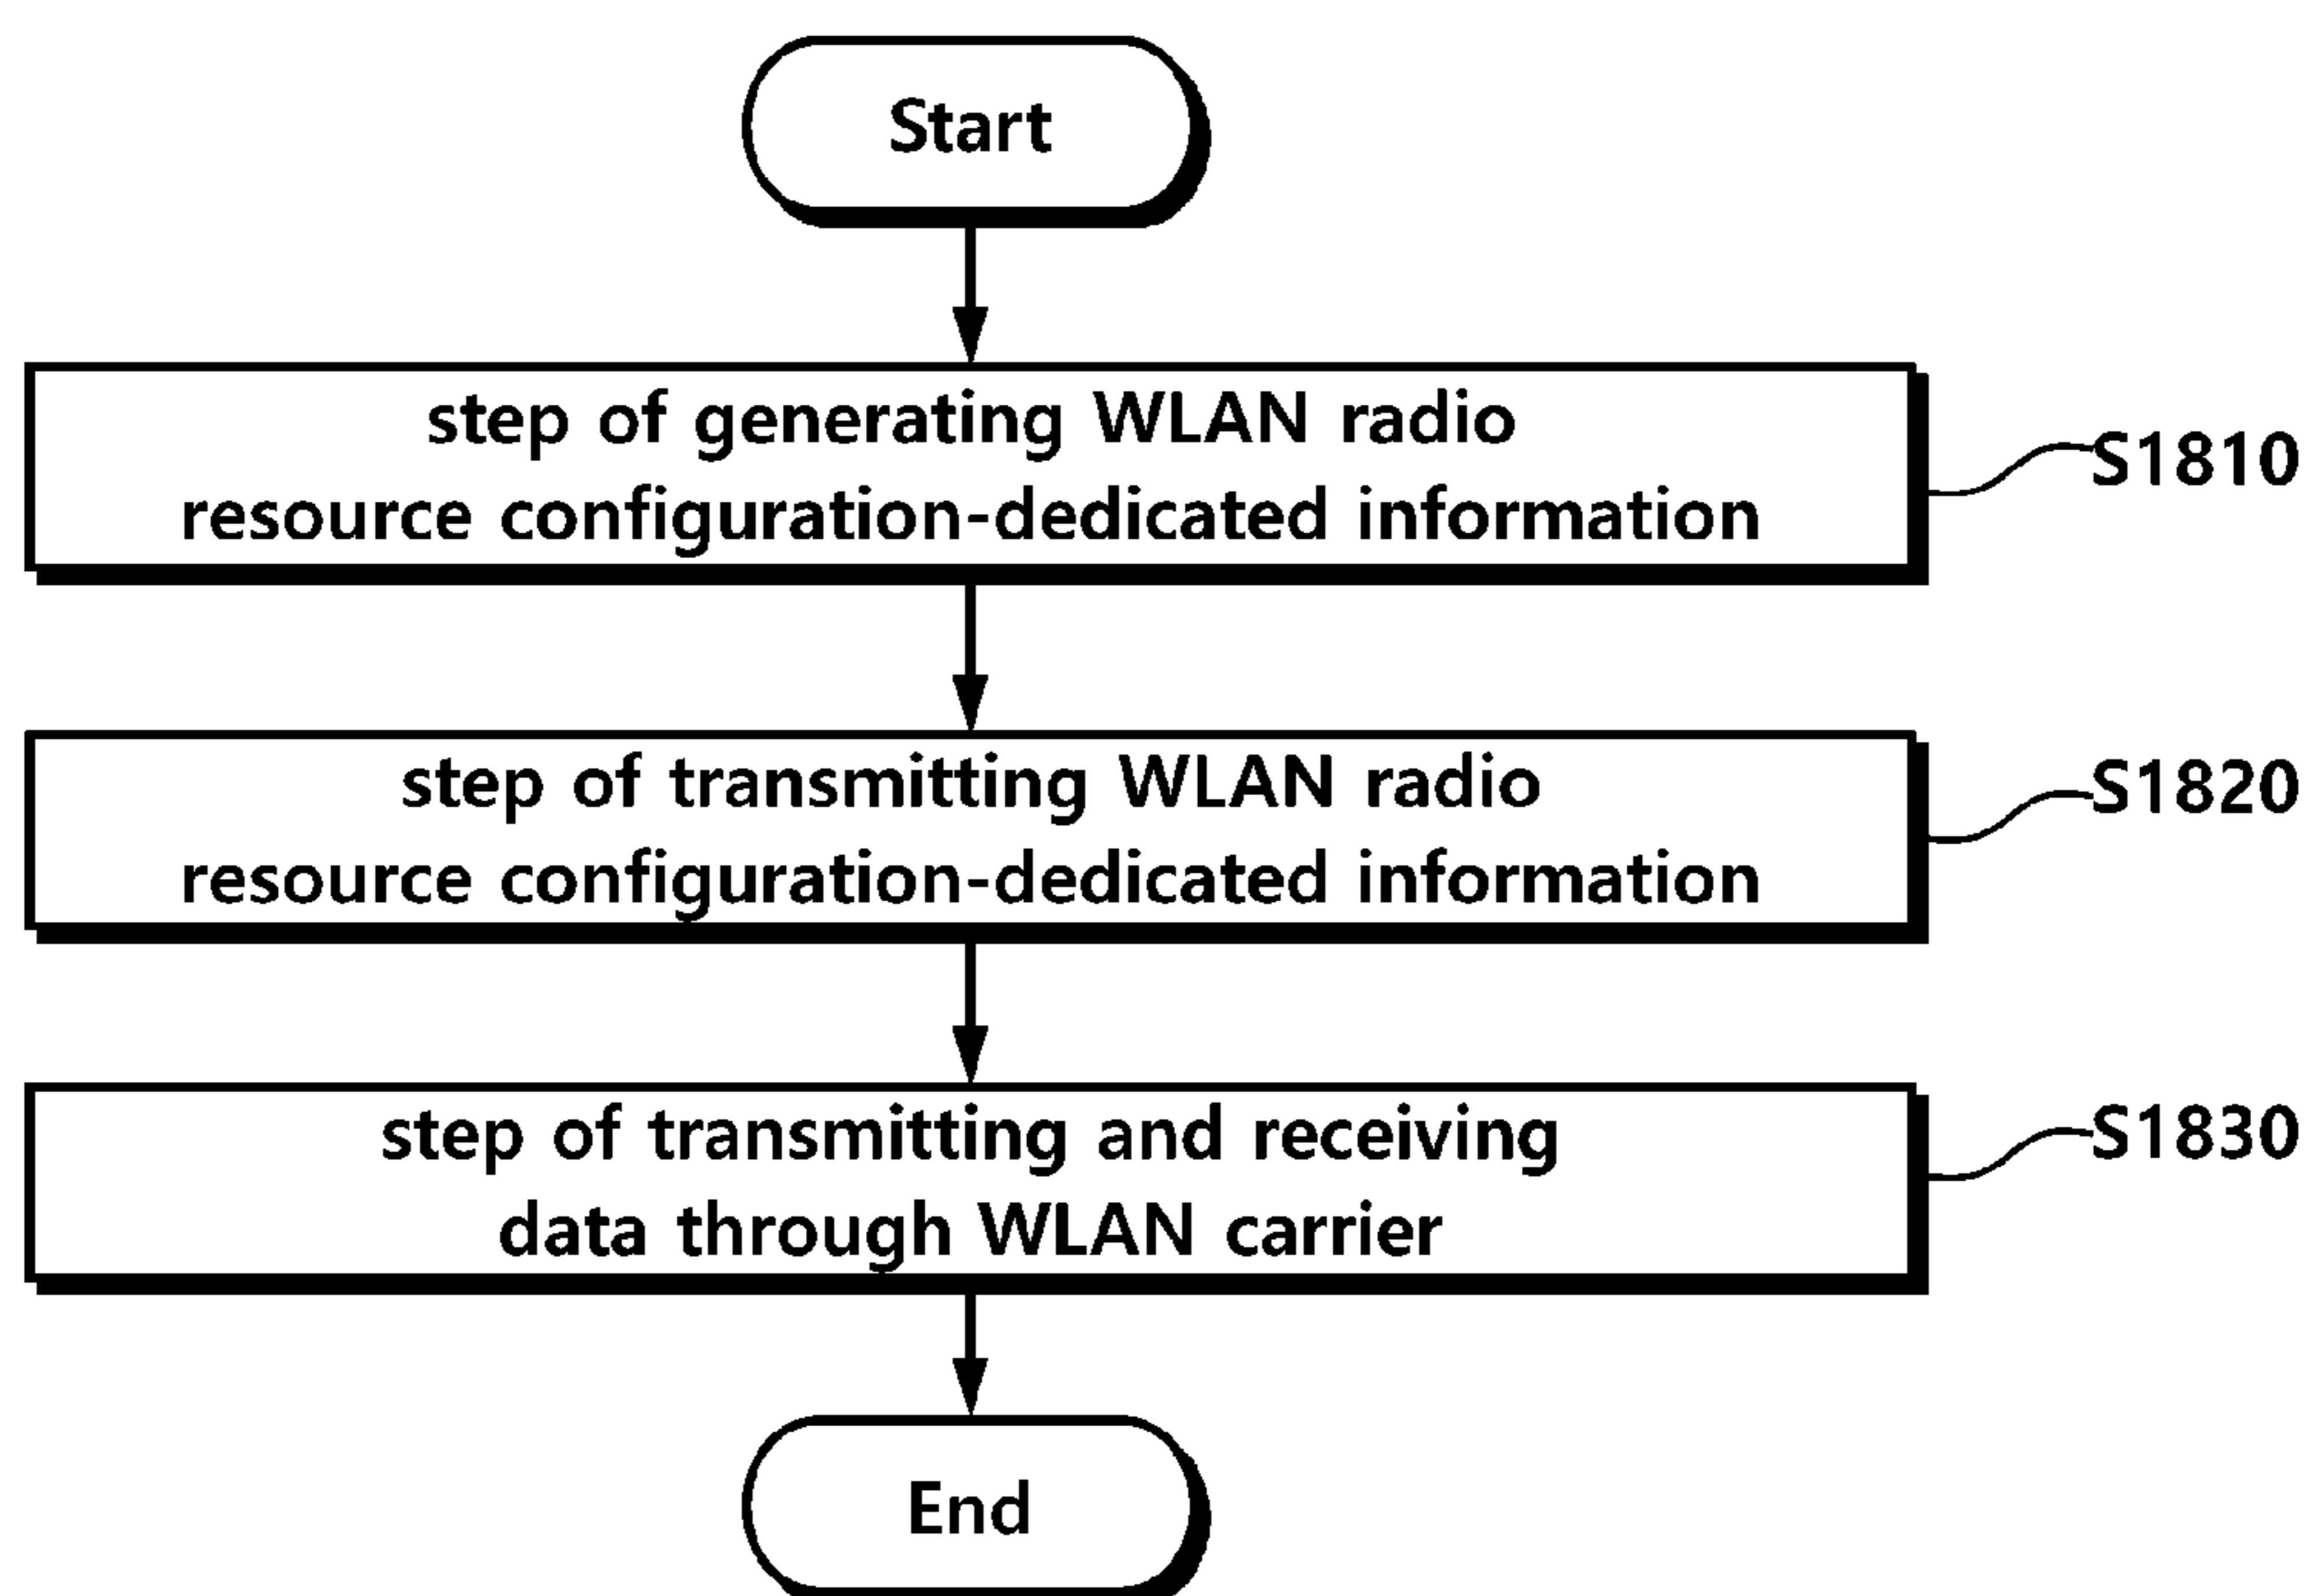 Start
step of generating WLAN radio
resource configuration-dedicated information
S1810
step of transmitting WLAN radio
resource configuration-dedicated information
S1820
step of transmitting and receiving
data through WLAN carrier
S1830
End